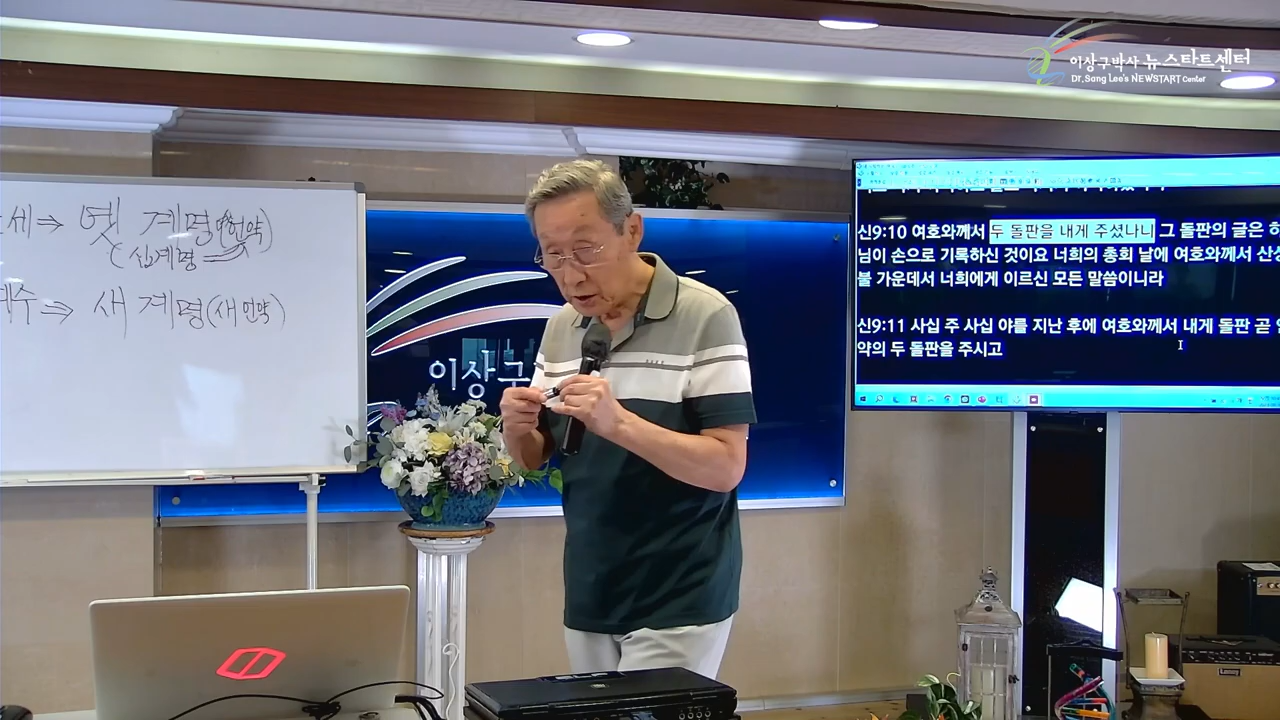 이상구박사 뉴스타트센터
Dr. Sang Lee's NEWSTART Center
세⇒ 옛 계명(옛언약)
(십계명
예수⇒ 새 계명(새언약)
이상구
신9:10 여호와께서 두 돌판을 내게 주셨나니 그 돌판의 글은 하
님이 손으로 기록하신 것이요 너희의 총회 날에 여호와께서 산상
불 가운데서 너희에게 이르신 모든 말씀이니라
신9:11 사십 주 사십 야를 지난 후에 여호와께서 내게 돌판 곧 언
약의 두 돌판을 주시고
LANEY